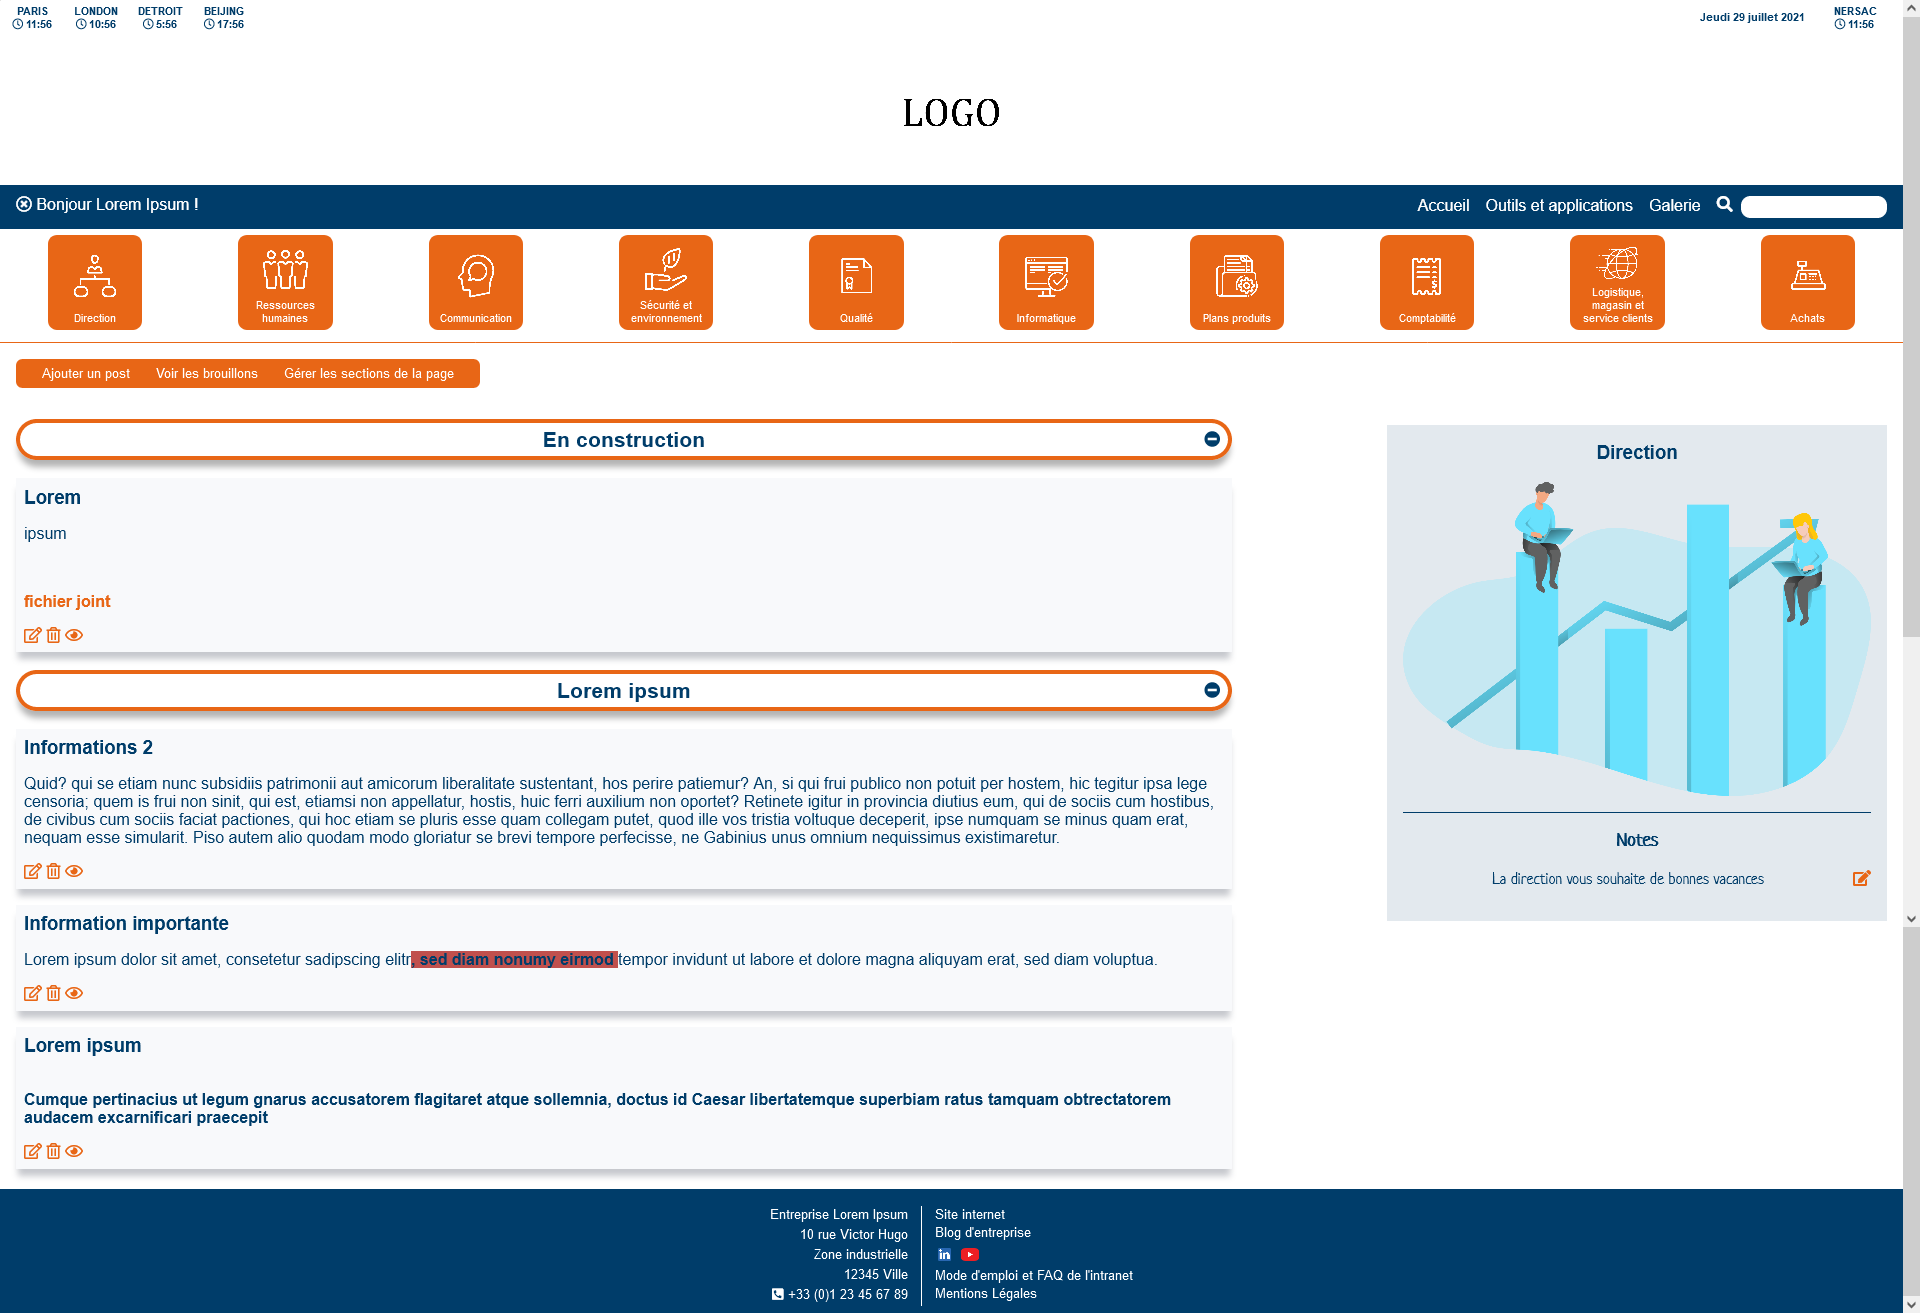 PARIS
11:56
LONDON
10:56
DETROIT
5:56
BEIJING
17:56
Jeudi 29 juillet 2021
NERSAC
11:56
LOGO
Bonjour Lorem Ipsum !
Accueil
Outils et applications
Galerie
Direction
Ressources
humaines
Communication
Sécurité et
environnement
Qualité
Informatique
Plans produits
Comptabilité
Logistique,
magasin et
service clients
Achats
Ajouter un post
Voir les brouillons
Gérer les sections de la page
En construction
Lorem
ipsum
fichier joint
Lorem ipsum
Informations 2
Quid? qui se etiam nunc subsidiis patrimonii aut amicorum liberalitate sustentant, hos perire patiemur? An, si qui frui publico non potuit per hostem, hic tegitur ipsa lege
censoria; quem is frui non sinit, qui est, etiamsi non appellatur, hostis, huic ferri auxilium non oportet? Retinete igitur in provincia diutius eum, qui de sociis cum hostibus,
de civibus cum sociis faciat pactiones, qui hoc etiam se pluris esse quam collegam putet, quod ille vos tristia voltuque deceperit, ipse numquam se minus quam erat,
nequam esse simularit. Piso autem alio quodam modo gloriatur se brevi tempore perfecisse, ne Gabinius unus omnium nequissimus existimaretur.
Information importante
Lorem ipsum dolor sit amet, consetetur sadipscing elitr, sed diam nonumy eirmod tempor invidunt ut labore et dolore magna aliquyam erat, sed diam voluptua.
Lorem ipsum
Cumque pertinacius ut legum gnarus accusatorem flagitaret atque sollemnia, doctus id Caesar libertatemque superbiam ratus tamquam obtrectatorem
audacem excarnificari praecepit
Direction
Notes
La direction vous souhaite de bonnes vacances
Entreprise Lorem Ipsum
10 rue Victor Hugo
Zone industrielle
12345 Ville
+33 (0)1 23 45 67 89
Site internet
Blog d'entreprise
in
Mode d'emploi et FAQ de l'intranet
Mentions Légales